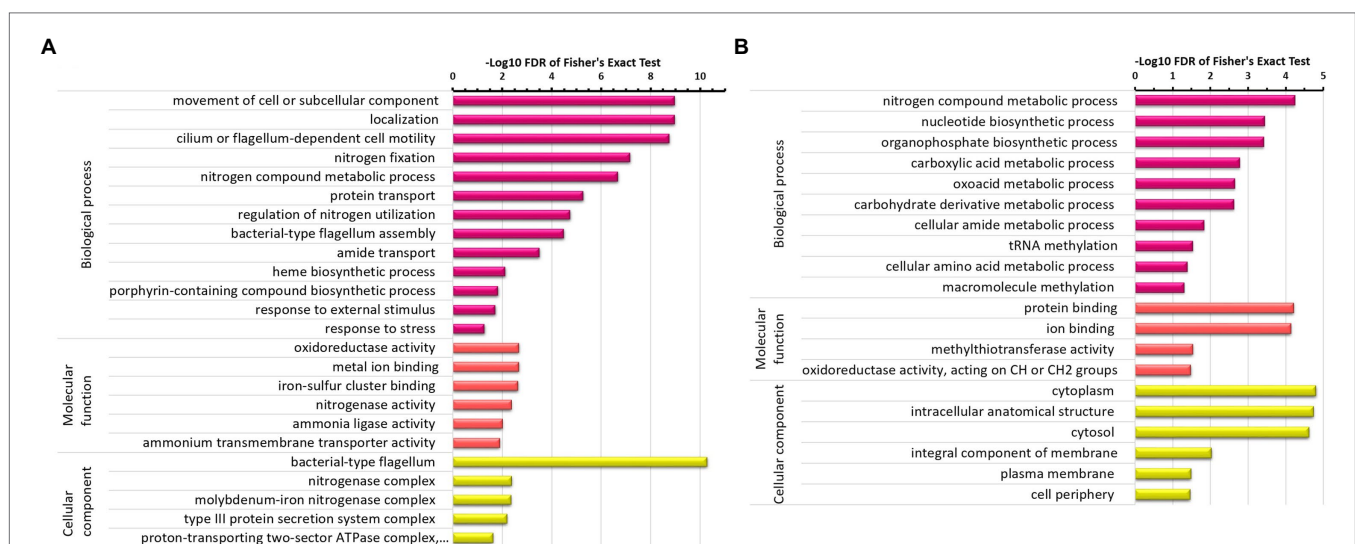 A
-Log10 FDR of Fisher's Exact Test
0 2 4 6 8 10
Biological process
movement of cell or subcellular component
localization
cilium or flagellum-dependent cell motility
nitrogen fixation
nitrogen compound metabolic process
protein transport
regulation of nitrogen utilization
bacterial-type flagellum assembly
amide transport
heme biosynthetic process
porphyrin-containing compound biosynthetic process
response to external stimulus
response to stress
Molecular
function
oxidoreductase activity
metal ion binding
iron-sulfur cluster binding
nitrogenase activity
ammonia ligase activity
ammonium transmembrane transporter activity
Cellular
component
bacterial-type flagellum
nitrogenase complex
molybdenum-iron nitrogenase complex
type III protein secretion system complex
proton-transporting two-sector ATPase complex,...
B
-Log10 FDR of Fisher's Exact Test
0 1 2 3 4 5
Biological process
nitrogen compound metabolic process
nucleotide biosynthetic process
organophosphate biosynthetic process
carboxylic acid metabolic process
oxoacid metabolic process
carbohydrate derivative metabolic process
cellular amide metabolic process
tRNA methylation
cellular amino acid metabolic process
macromolecule methylation
Molecular
function
protein binding
ion binding
methylthiotransferase activity
oxidoreductase activity, acting on CH or CH2 groups
Cellular component
cytoplasm
intracellular anatomical structure
cytosol
integral component of membrane
plasma membrane
cell periphery